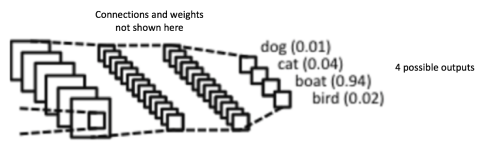 Connections and weights
not shown here
dog (0.01)
cat (0.04)
boat (0.94)
bird (0.02)
4 possible outputs